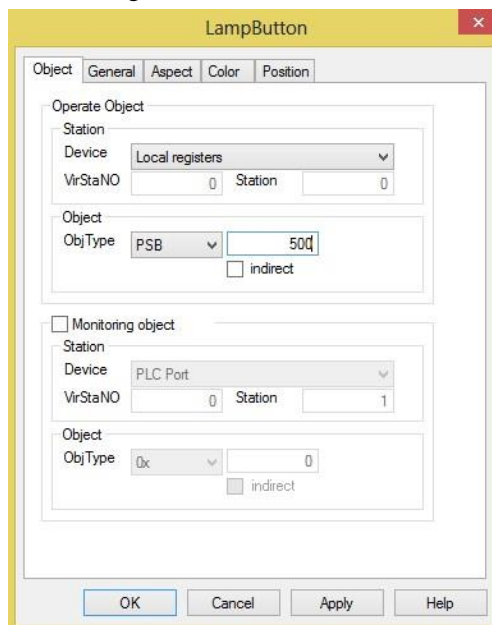 LampButton
Object General Aspect Color Position
Operate Object
Station
Device Local registers
VirStaNO 0 Station 0
Object
ObjType PSB 500
indirect
Monitoring object
Station
Device PLC Port
VirStaNO 0 Station 1
Object
ObjType 0x 0
indirect
OK Cancel Apply Help